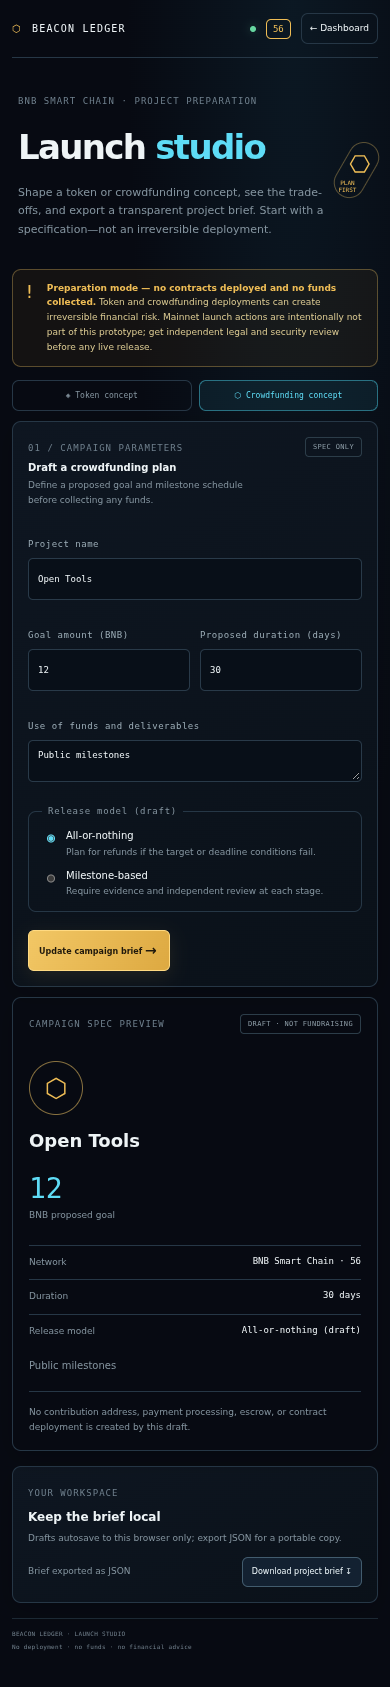 BEACON LEDGER
56
← Dashboard
BNB SMART CHAIN · PROJECT PREPARATION
Launch studio
PLAN
FIRST
Shape a token or crowdfunding concept, see the trade-
offs, and export a transparent project brief. Start with a
specification—not an irreversible deployment.
!
Preparation mode — no contracts deployed and no funds
collected. Token and crowdfunding deployments can create
irreversible financial risk. Mainnet launch actions are intentionally not
part of this prototype; get independent legal and security review
before any live release.
◈ Token concept
⬡ Crowdfunding concept
01 / CAMPAIGN PARAMETERS
SPEC ONLY
Draft a crowdfunding plan
Define a proposed goal and milestone schedule
before collecting any funds.
Project name
Open Tools
Goal amount (BNB)
Proposed duration (days)
12
30
Use of funds and deliverables
Public milestones
Release model (draft)
All-or-nothing
Plan for refunds if the target or deadline conditions fail.
Milestone-based
Require evidence and independent review at each stage.
Update campaign brief →
CAMPAIGN SPEC PREVIEW
DRAFT · NOT FUNDRAISING
Open Tools
12
BNB proposed goal
Network
BNB Smart Chain · 56
Duration
30 days
Release model
All-or-nothing (draft)
Public milestones
No contribution address, payment processing, escrow, or contract
deployment is created by this draft.
YOUR WORKSPACE
Keep the brief local
Drafts autosave to this browser only; export JSON for a portable copy.
Brief exported as JSON
Download project brief ↧
BEACON LEDGER · LAUNCH STUDIO
No deployment · no funds · no financial advice